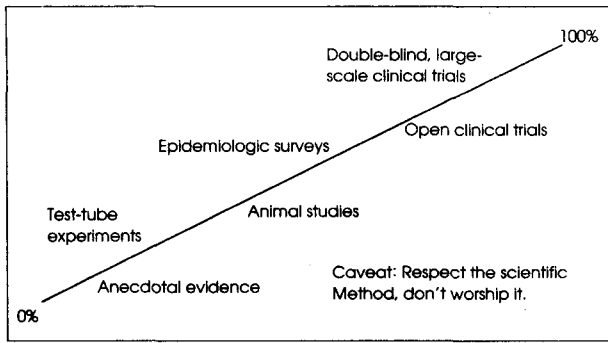 100%
Double-blind, large-
scale clinical trials
Open clinical trials
Epidemiologic surveys
Animal studies
Test-tube
experiments
Anecdotal evidence
Caveat: Respect the scientific
Method, don't worship it.
0%